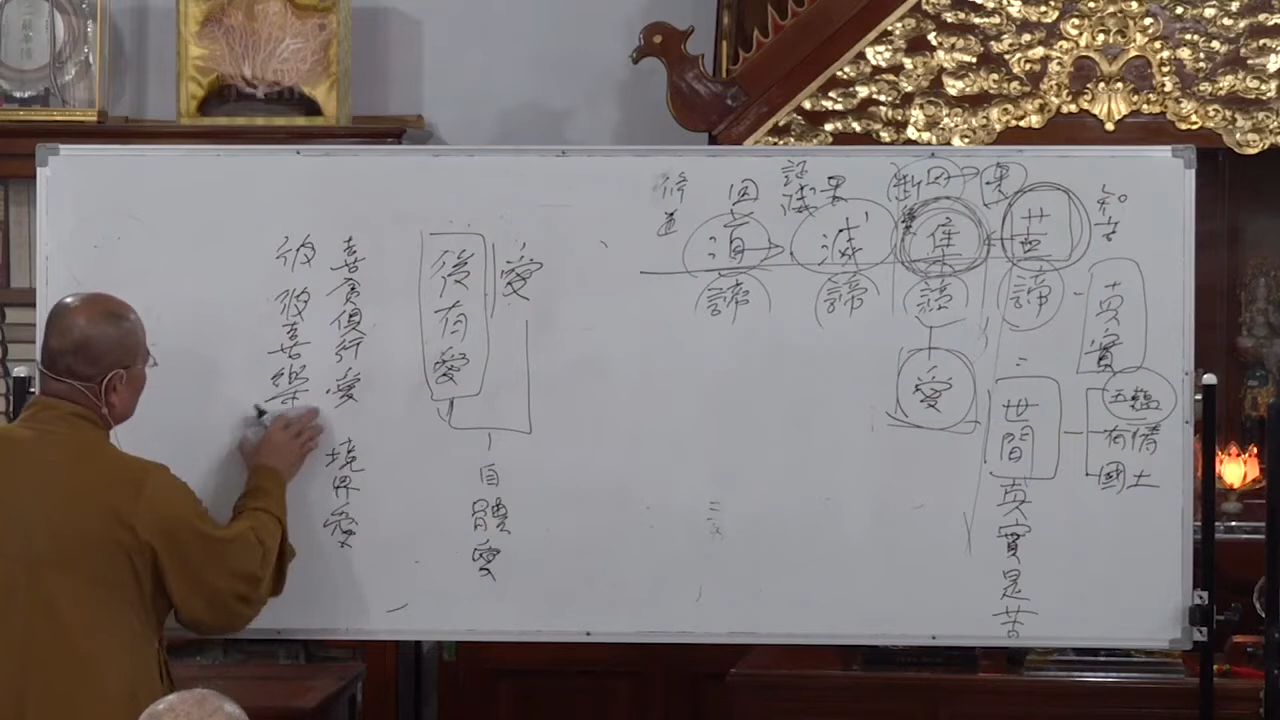 知苦
苦諦
真實
五蘊
有情
國土
世間真實是苦
果
斷因
集諦
愛
證滅
果
滅諦
因
道諦
修道
愛
後有愛
自體愛
喜貪俱行愛 境界愛
彼彼喜樂